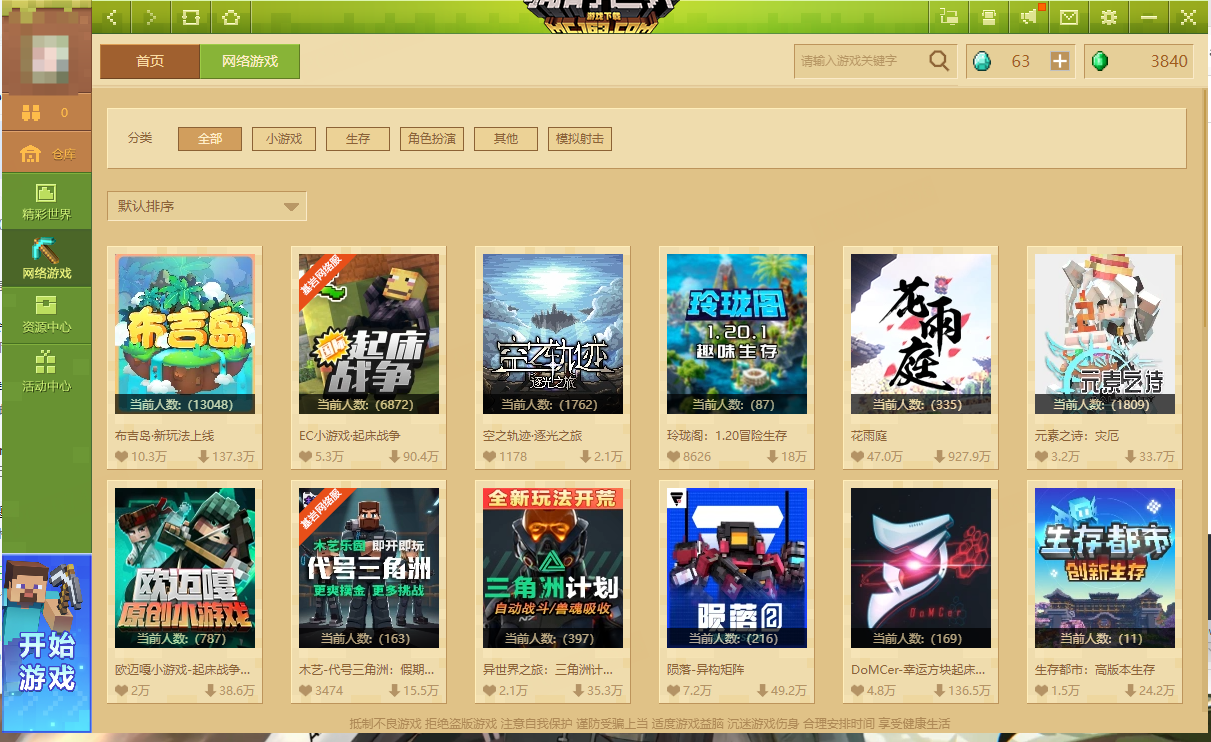 游戏下载
MC.163.COM
首页
网络游戏
请输入游戏关键字
63
3840
0
仓库
精彩世界
网络游戏
资源中心
活动中心
开始
游戏
分类
全部
小游戏
生存
角色扮演
其他
模拟射击
默认排序
布吉岛
当前人数: (13048)
布吉岛·新玩法上线
10.3万
137.3万
基岩网络服
国际
起床
战争
当前人数: (6872)
EC小游戏-起床战争
5.3万
90.4万
空之轨迹
逐光之旅
当前人数: (1762)
空之轨迹·逐光之旅
1178
2.1万
玲珑阁
1.20.1
趣味生存
当前人数: (87)
玲珑阁：1.20冒险生存
8626
18万
花雨庭
当前人数: (335)
花雨庭
47.0万
927.9万
元素之诗
当前人数: (1809)
元素之诗：灾厄
3.2万
33.7万
欧迈嘎
原创小游戏
当前人数: (787)
欧迈嘎小游戏-起床战争...
2万
38.6万
基岩网络服
木艺乐园 即开即玩
代号三角洲
更爽摸金 更多挑战
当前人数: (163)
木艺-代号三角洲：假期...
3474
15.5万
全新玩法开荒
三角洲计划
自动战斗/兽魂吸收
N7
当前人数: (397)
异世界之旅：三角洲计...
2.1万
35.3万
陨落
当前人数: (216)
陨落-异构矩阵
7.2万
49.2万
DoMCer
当前人数: (169)
DoMCer-幸运方块起床...
4.8万
136.5万
生存都市
创新生存
当前人数: (11)
生存都市：高版本生存
1.5万
24.2万
抵制不良游戏 拒绝盗版游戏 注意自我保护 谨防受骗上当 适度游戏益脑 沉迷游戏伤身 合理安排时间 享受健康生活